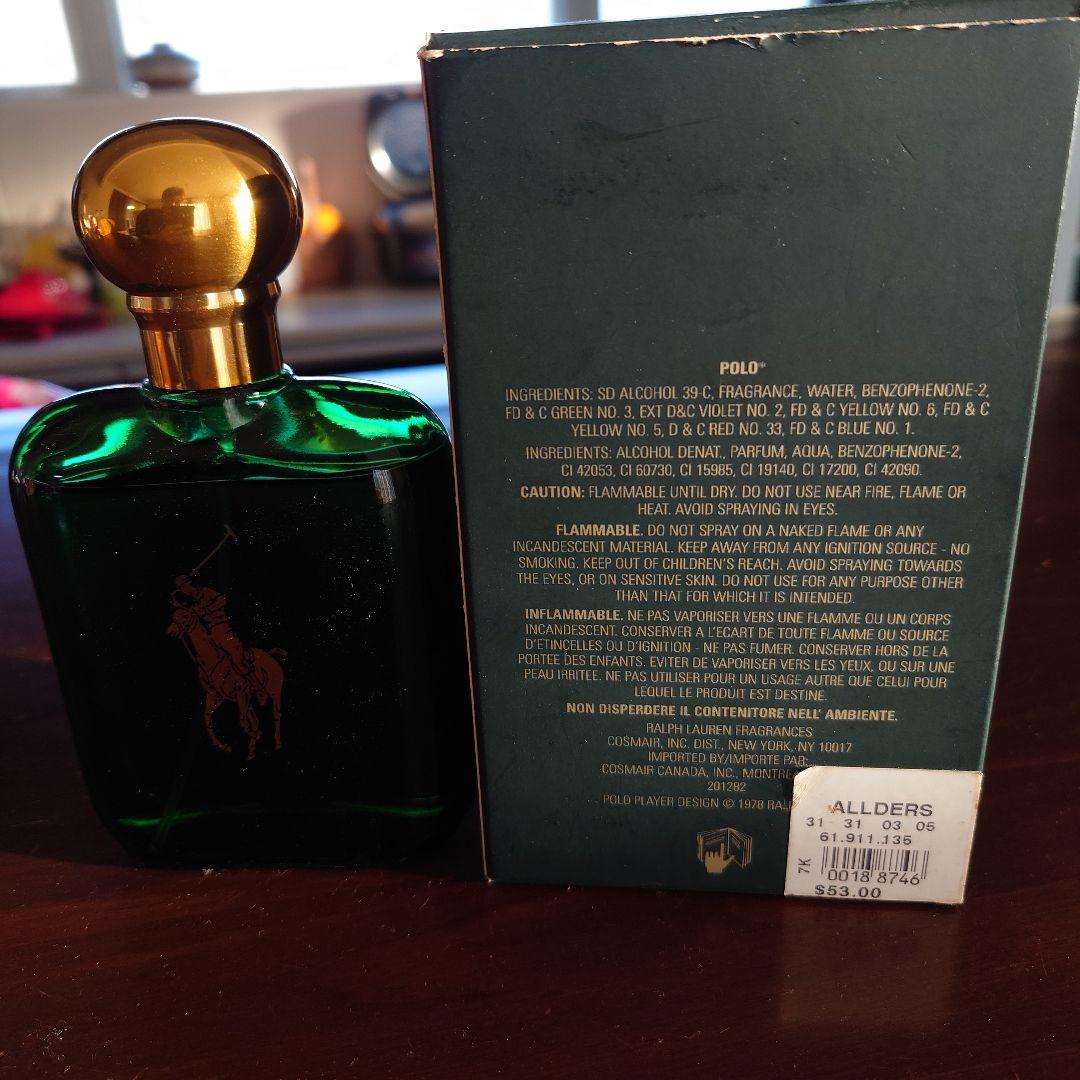 POLO
INGREDIENTS: SD ALCOHOL 39-C, FRAGRANCE, WATER, BENZOPHENONE-2,
FD & C GREEN NO. 3, EXT D&C VIOLET NO. 2, FD & C YELLOW NO. 6, FD & C
YELLOW NO. 5, D & C RED NO. 33, FD & C BLUE NO. 1.
INGREDIENTS: ALCOHOL DENAT., PARFUM, AQUA, BENZOPHENONE-2,
CI 42053, CI 60730, CI 15985, CI 19140, CI 17200, CI 42090.
CAUTION: FLAMMABLE UNTIL DRY. DO NOT USE NEAR FIRE, FLAME OR
HEAT. AVOID SPRAYING IN EYES.
FLAMMABLE. DO NOT SPRAY ON A NAKED FLAME OR ANY
INCANDESCENT MATERIAL. KEEP AWAY FROM ANY IGNITION SOURCE - NO
SMOKING. KEEP OUT OF CHILDREN'S REACH. AVOID SPRAYING TOWARDS
THE EYES, OR ON SENSITIVE SKIN. DO NOT USE FOR ANY PURPOSE OTHER
THAN THAT FOR WHICH IT IS INTENDED.
INFLAMMABLE. NE PAS VAPORISER VERS UNE FLAMME OU UN CORPS
INCANDESCENT. CONSERVER A L'ECART DE TOUTE FLAMME OU SOURCE
D'ETINCELLES OU D'IGNITION - NE PAS FUMER. CONSERVER HORS DE LA
PORTEE DES ENFANTS. EVITER DE VAPORISER VERS LES YEUX, OU SUR UNE
PEAU IRRITEE. NE PAS UTILISER POUR UN USAGE AUTRE QUE CELUI POUR
LEQUEL LE PRODUIT EST DESTINE.
NON DISPERDERE IL CONTENITORE NELL' AMBIENTE.
RALPH LAUREN FRAGRANCES
COSMAIR, INC. DIST., NEW YORK, NY 10017
IMPORTED BY/IMPORTE PAR:
COSMAIR CANADA, INC.,
201282
POLO PLAYER DESIGN © 1978
ALLDERS
31 31 03 05
61.911.135
7K
0018 8746
$53.00